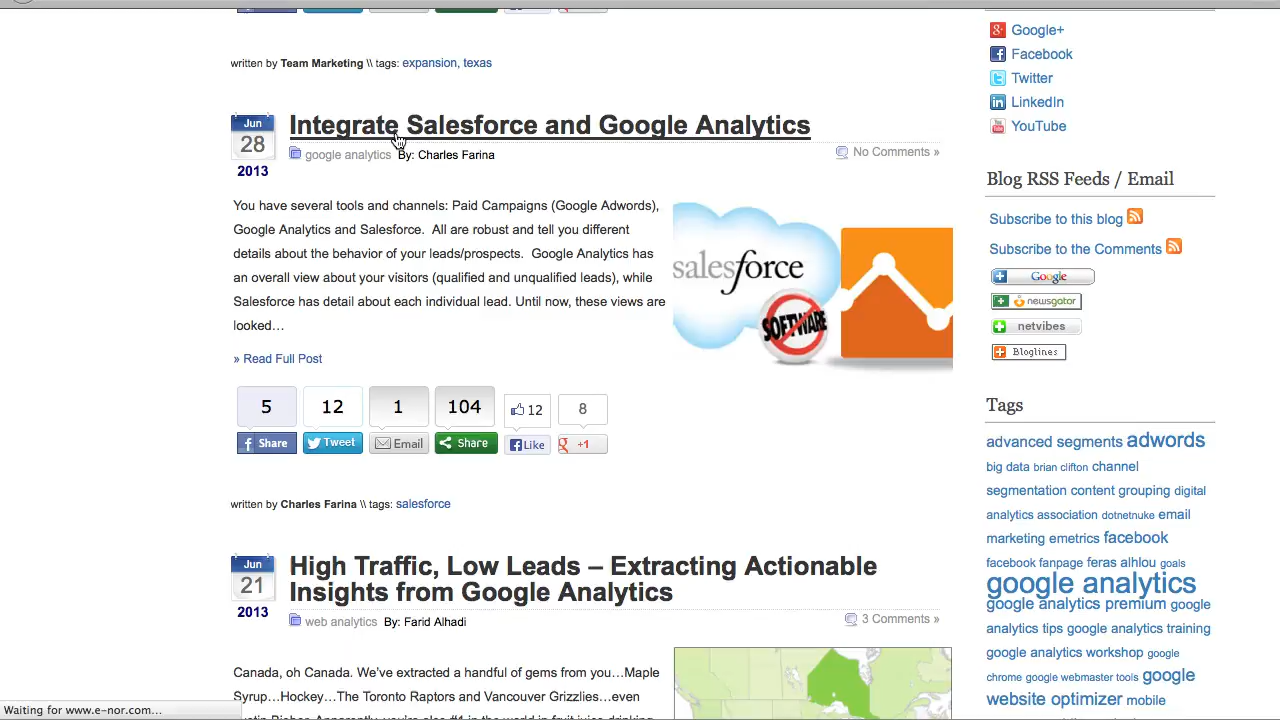 written by Team Marketing \\ tags: expansion, texas
Jun
28
2013
Integrate Salesforce and Google Analytics
google analytics By: Charles Farina
No Comments »
You have several tools and channels: Paid Campaigns (Google Adwords),
Google Analytics and Salesforce. All are robust and tell you different
details about the behavior of your leads/prospects. Google Analytics has
an overall view about your visitors (qualified and unqualified leads), while
Salesforce has detail about each individual lead. Until now, these views are
looked…
» Read Full Post
salesforce
SOFTWARE
5 12 1 104 12 8
Share Tweet Email Share Like +1
written by Charles Farina \\ tags: salesforce
Jun
21
2013
High Traffic, Low Leads – Extracting Actionable
Insights from Google Analytics
web analytics By: Farid Alhadi
3 Comments »
Canada, oh Canada. We've extracted a handful of gems from you…Maple
Syrup…Hockey…The Toronto Raptors and Vancouver Grizzlies…even
Waiting for www.e-nor.com...
Google+
Facebook
Twitter
LinkedIn
YouTube
Blog RSS Feeds / Email
Subscribe to this blog
Subscribe to the Comments
Google
newsgator
netvibes
Bloglines
Tags
advanced segments adwords
big data brian clifton channel
segmentation content grouping digital
analytics association dotnetnuke email
marketing emetrics facebook
facebook fanpage feras alhlou goals
google analytics
google analytics premium google
analytics tips google analytics training
google analytics workshop google
chrome google webmaster tools google
website optimizer mobile